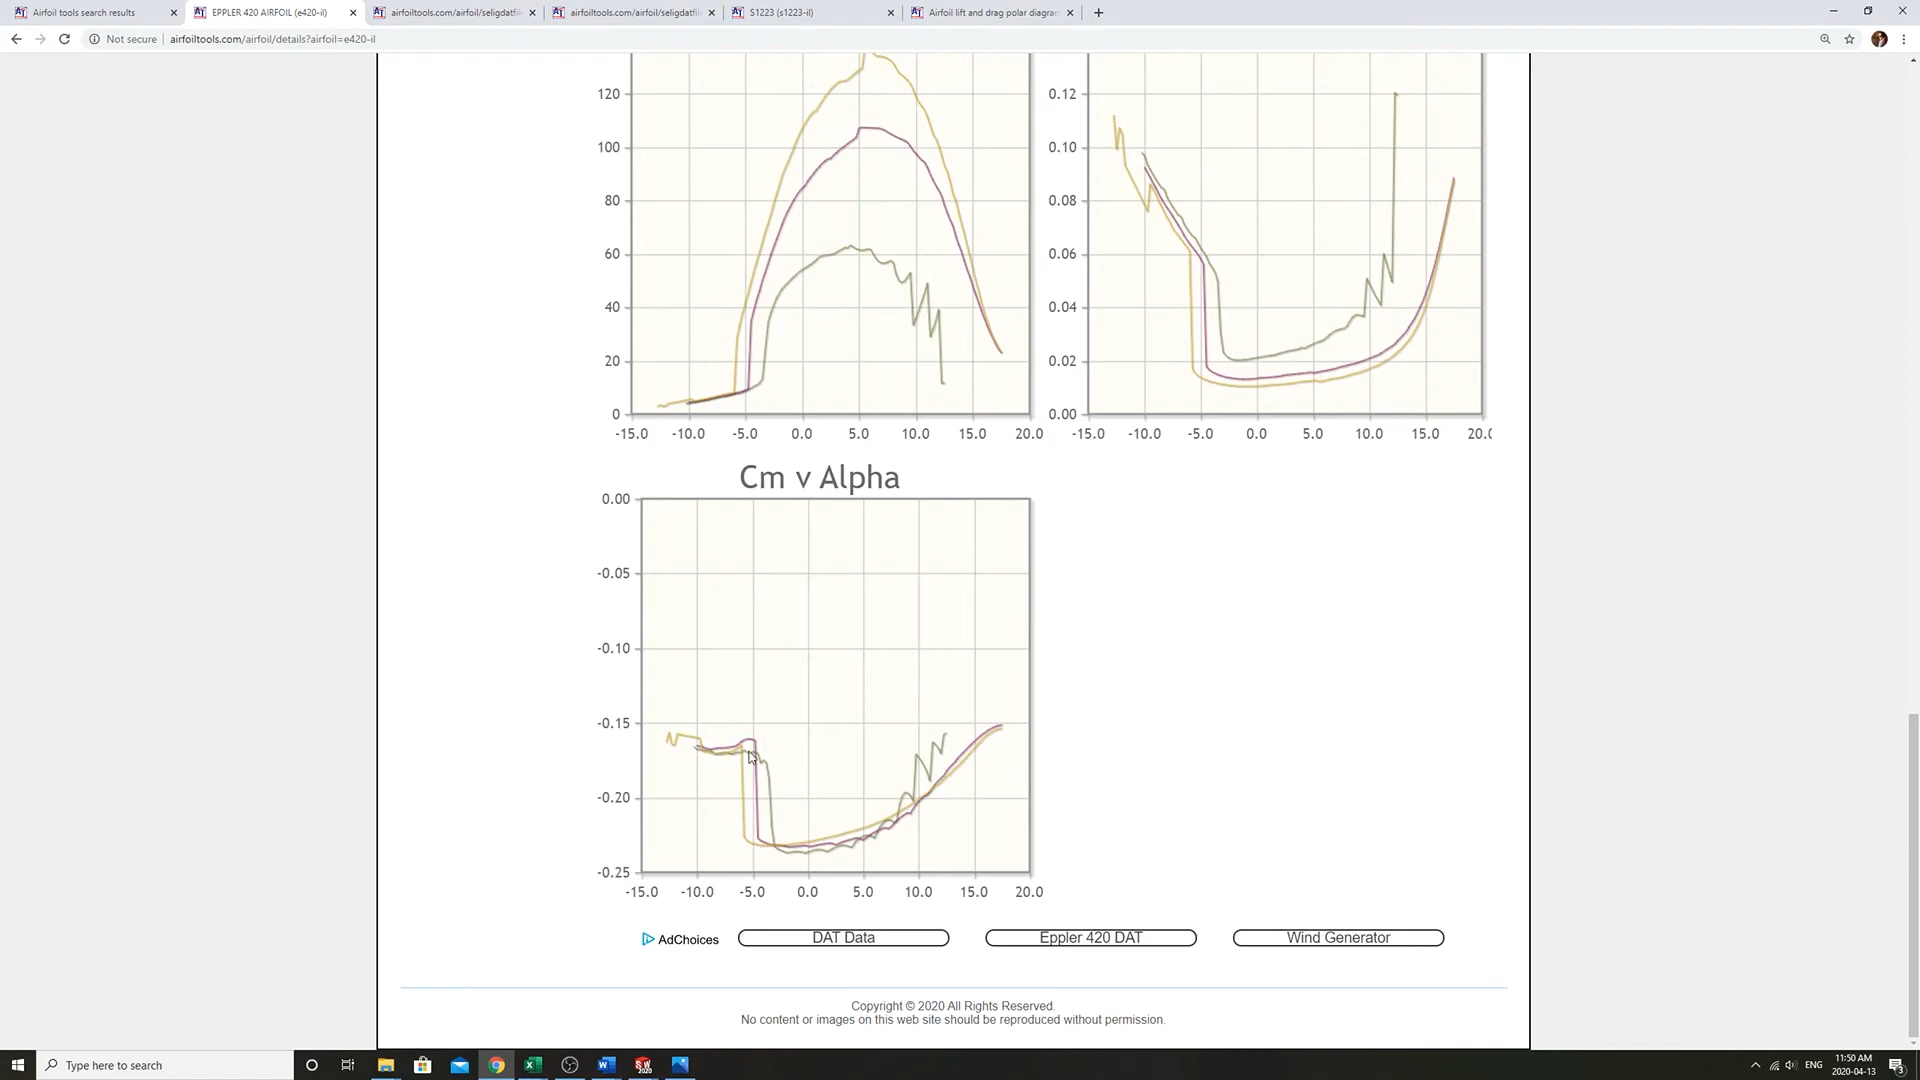 Airfoil tools search results
EPPLER 420 AIRFOIL (e420-il)
airfoiltools.com/airfoil/seligdatfil
airfoiltools.com/airfoil/seligdatfil
S1223 (s1223-il)
Airfoil lift and drag polar diagram
Not secure
airfoiltools.com/airfoil/details?airfoil=e420-il
120
100
80
60
40
20
0
-15.0 -10.0 -5.0 0.0 5.0 10.0 15.0 20.0
0.12
0.10
0.08
0.06
0.04
0.02
0.00
-15.0 -10.0 -5.0 0.0 5.0 10.0 15.0 20.0
Cm v Alpha
0.00
-0.05
-0.10
-0.15
-0.20
-0.25
-15.0 -10.0 -5.0 0.0 5.0 10.0 15.0 20.0
AdChoices
DAT Data
Eppler 420 DAT
Wind Generator
Copyright © 2020 All Rights Reserved.
No content or images on this web site should be reproduced without permission.
Type here to search
ENG
11:50 AM
2020-04-13